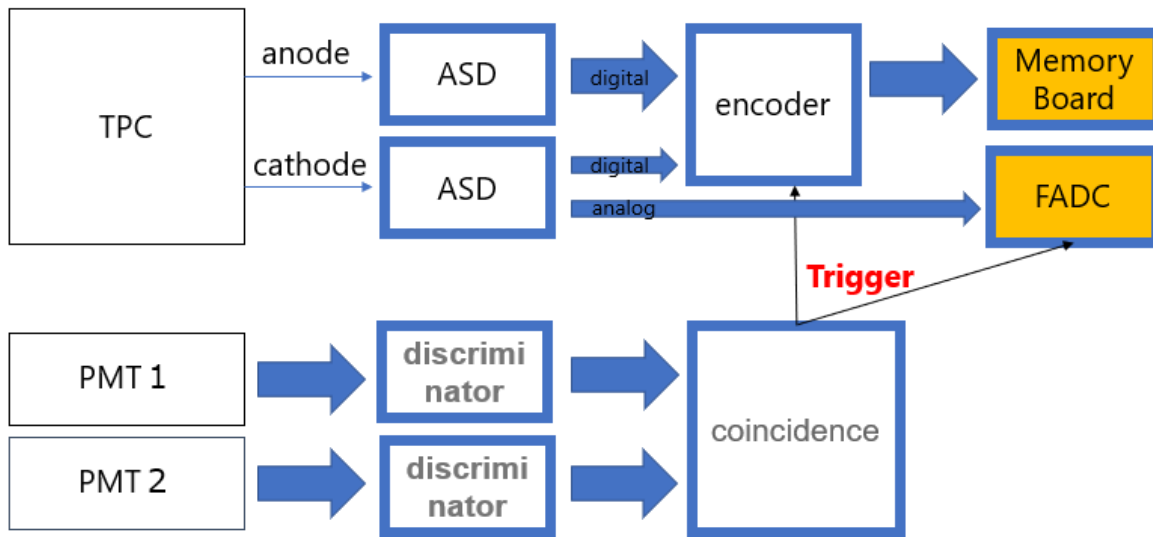 TPC
anode
cathode
ASD
ASD
digital
digital
analog
encoder
Memory
Board
FADC
Trigger
PMT 1
PMT 2
discrimi
nator
discrimi
nator
coincidence